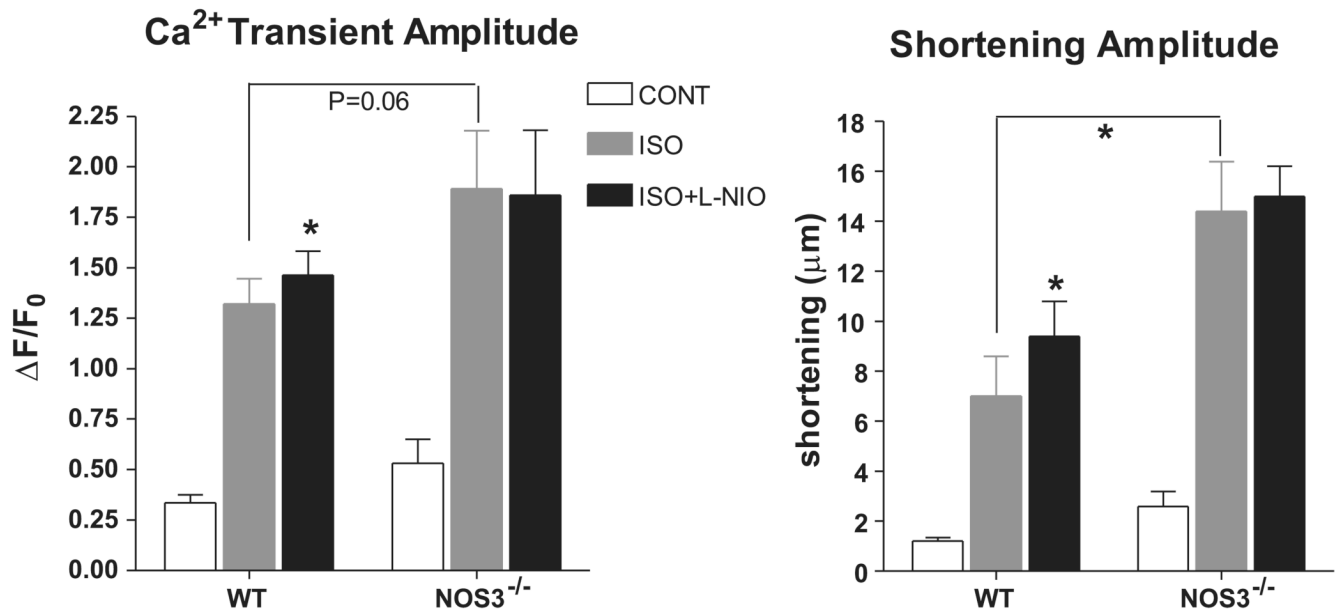 Ca²⁺ Transient Amplitude
P=0.06
CONT
ISO
ISO+L-NIO
*
ΔF/F₀
2.25
2.00
1.75
1.50
1.25
1.00
0.75
0.50
0.25
0.00
WT
NOS3⁻/⁻
Shortening Amplitude
*
*
shortening (μm)
18
16
14
12
10
8
6
4
2
0
WT
NOS3⁻/⁻